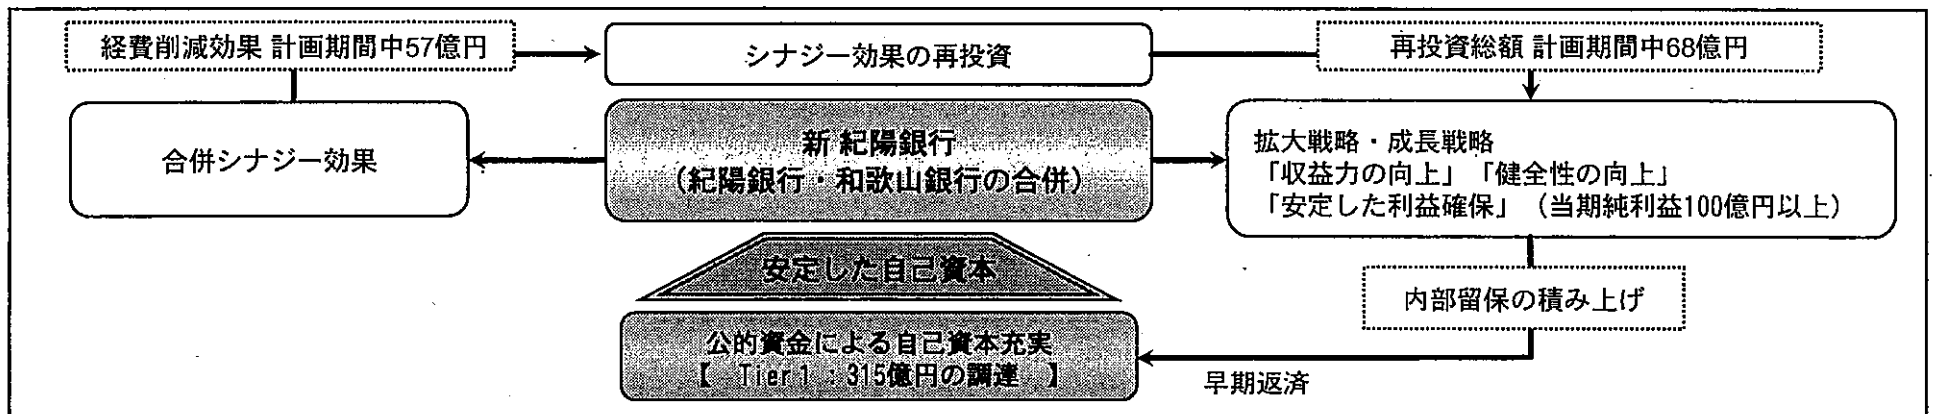 経費削減効果 計画期間中57億円
シナジー効果の再投資
再投資総額 計画期間中68億円
合併シナジー効果
新 紀陽銀行
(紀陽銀行・和歌山銀行の合併)
拡大戦略・成長戦略
「収益力の向上」「健全性の向上」
「安定した利益確保」(当期純利益100億円以上)
安定した自己資本
内部留保の積み上げ
公的資金による自己資本充実
【 Tier1:315億円の調達 】
早期返済